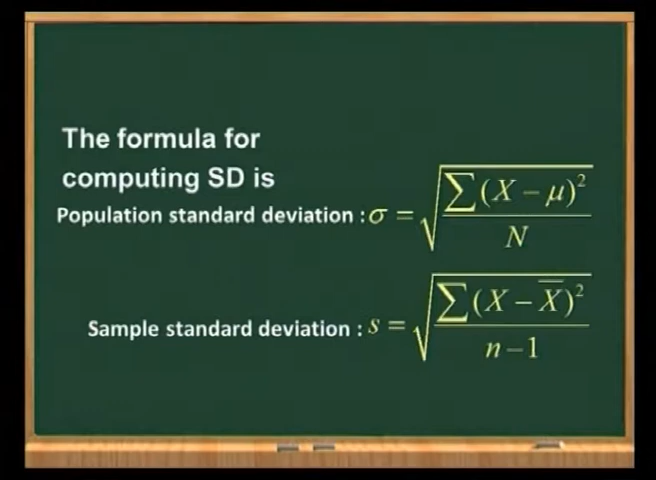 The formula for
computing SD is
Population standard deviation : σ = √(∑(X − μ)² / N)
Sample standard deviation : s = √(∑(X − X̅)² / n − 1)